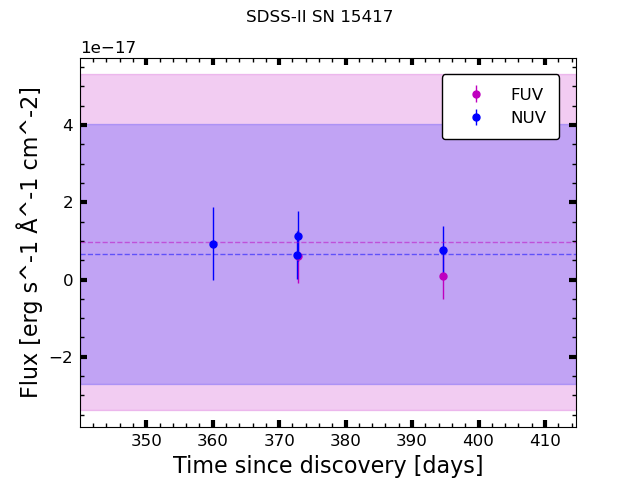 SDSS-II SN 15417
1e−17
FUV
NUV
4
2
0
−2
Flux [erg s^-1 Å^-1 cm^-2]
350 360 370 380 390 400 410
Time since discovery [days]